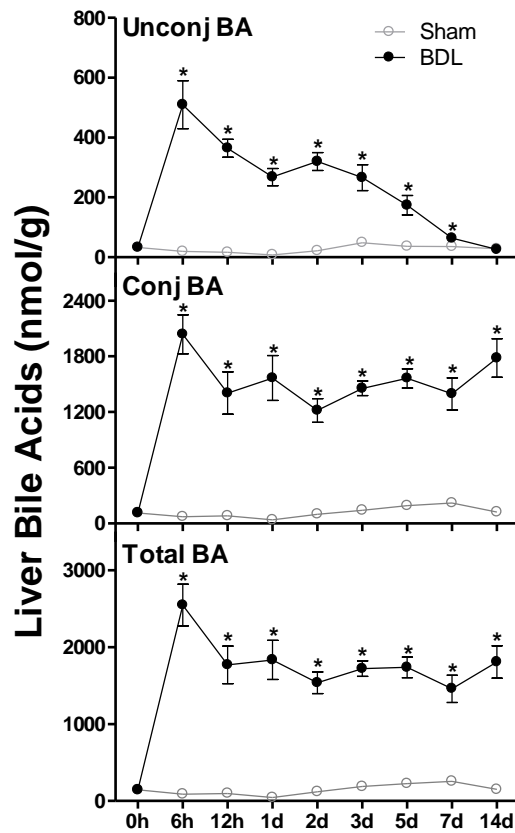 Liver Bile Acids (nmol/g)
Unconj BA
Sham
BDL
800
600
400
200
0
* * * * * * *
Conj BA
2400
1800
1200
600
0
* * * * * * * *
Total BA
3000
2000
1000
0
* * * * * * * *
0h 6h 12h 1d 2d 3d 5d 7d 14d